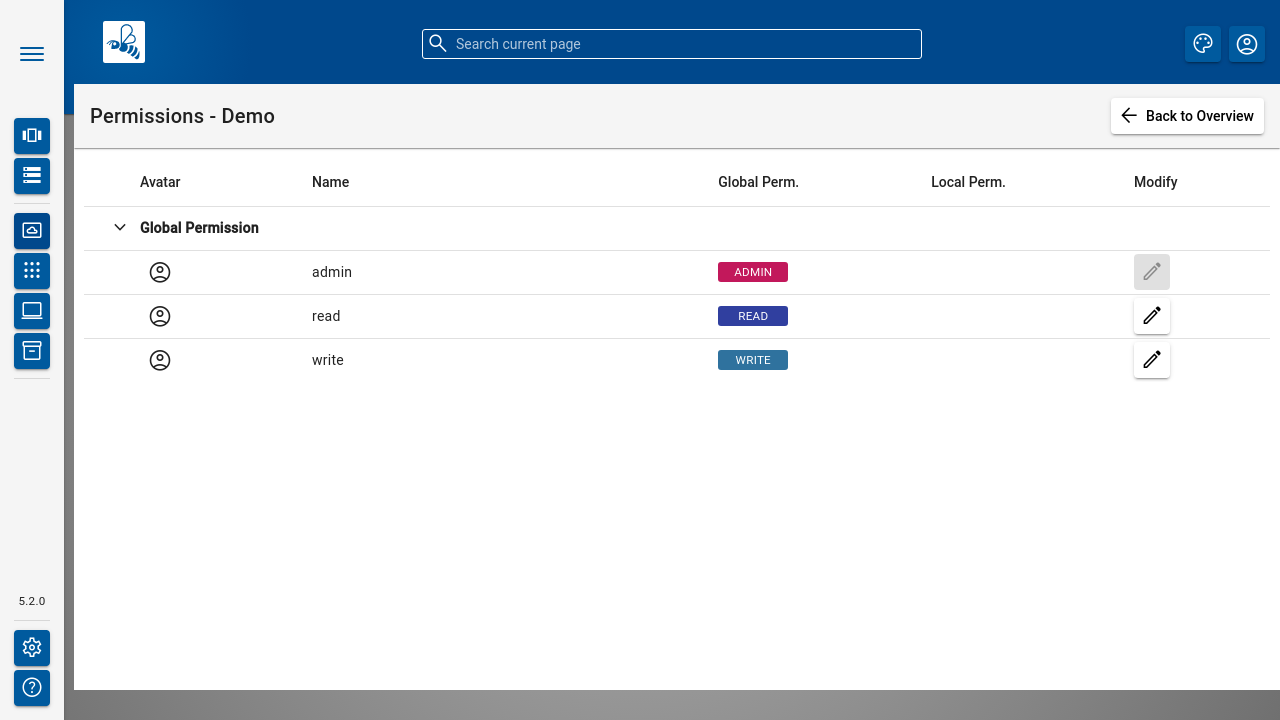 Search current page
Permissions - Demo
Back to Overview
Avatar Name Global Perm. Local Perm. Modify
Global Permission
admin ADMIN
read READ
write WRITE
5.2.0